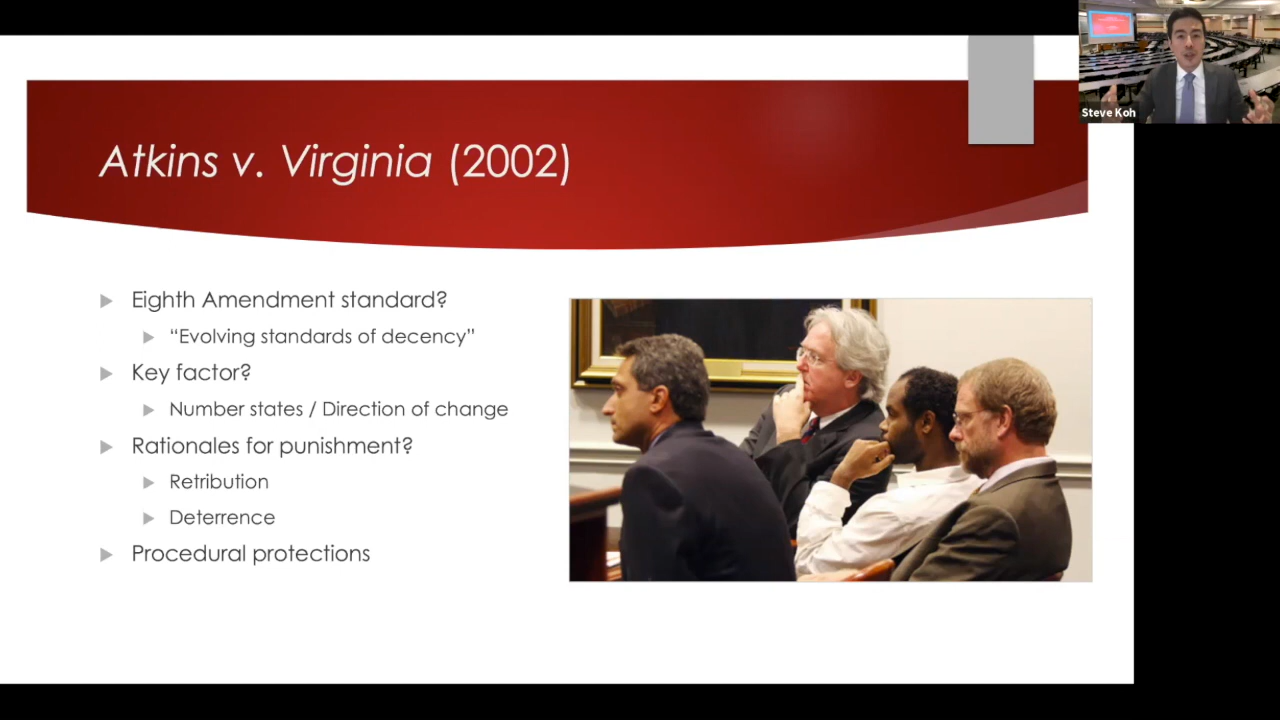 Atkins v. Virginia (2002)
Steve Koh
Eighth Amendment standard?
“Evolving standards of decency”
Key factor?
Number states / Direction of change
Rationales for punishment?
Retribution
Deterrence
Procedural protections